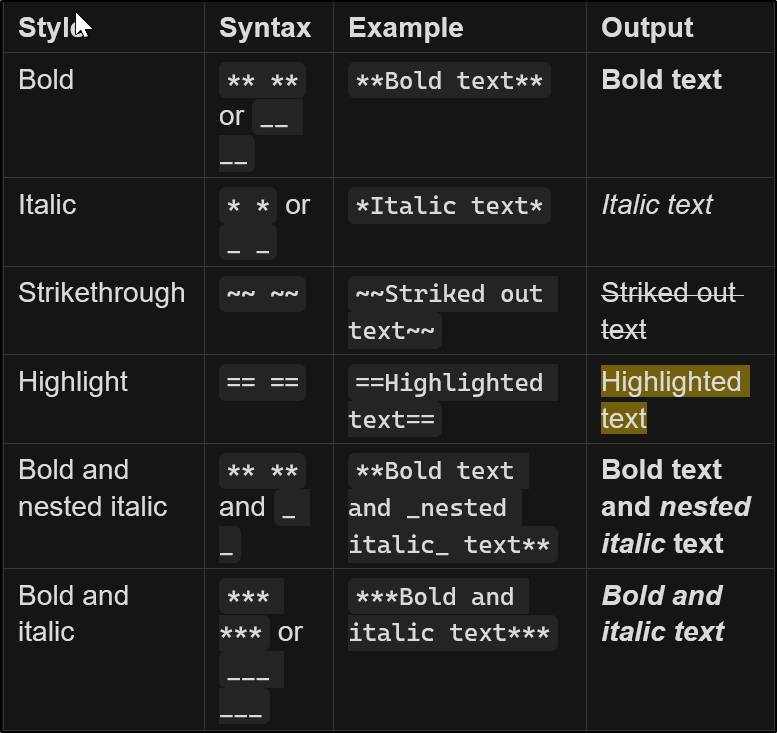 Style Syntax Example Output
Bold ** ** **Bold text** Bold text
or __
__
Italic * * or *Italic text* Italic text
_ _
Strikethrough ~~ ~~ ~~Striked out Striked out
text~~ text
Highlight == == ==Highlighted Highlighted
text== text
Bold and ** ** **Bold text Bold text
nested italic and _ and _nested and nested
_ italic_ text** italic text
Bold and *** ***Bold and Bold and
italic *** or italic text*** italic text
___
___